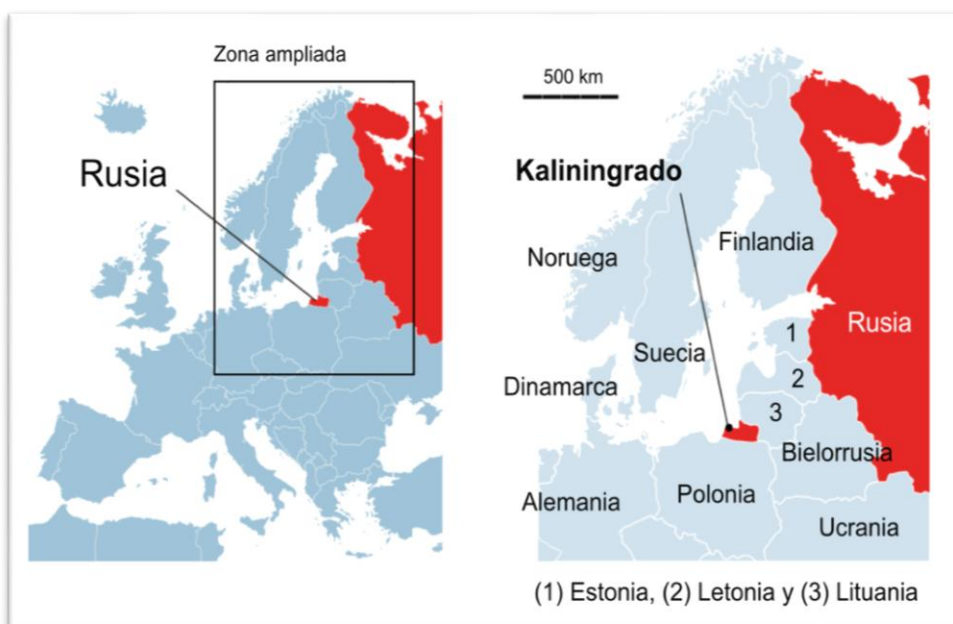 Zona ampliada
Rusia
500 km
Kaliningrado
Noruega
Finlandia
Rusia
Suecia
Dinamarca
1
2
3
Bielorrusia
Alemania
Polonia
Ucrania
(1) Estonia, (2) Letonia y (3) Lituania